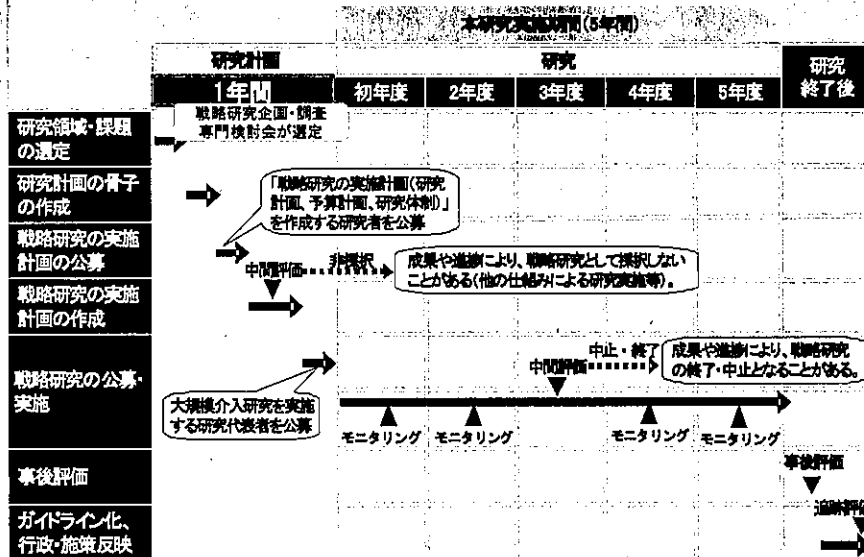 本研究実施期間(5年間)
研究計画
研究
研究
終了後
1年間
初年度
2年度
3年度
4年度
5年度
研究領域・課題
の選定
戦略研究企画・調査
専門検討会が選定
研究計画の骨子
の作成
「戦略研究の実施計画(研究
計画、予算計画、研究体制)」
を作成する研究者を公募
戦略研究の実施
計画の公募
中間評価
非採択
成果や進捗により、戦略研究として採択しない
ことがある(他の仕組みによる研究実施等)。
戦略研究の実施
計画の作成
戦略研究の公募・
実施
中間評価
中止・終了
成果や進捗により、戦略研究
の終了・中止となることがある。
大規模介入研究を実施
する研究代表者を公募
モニタリング
モニタリング
モニタリング
モニタリング
事後評価
事後評価
ガイドライン化、
行政・施策反映
追跡評価